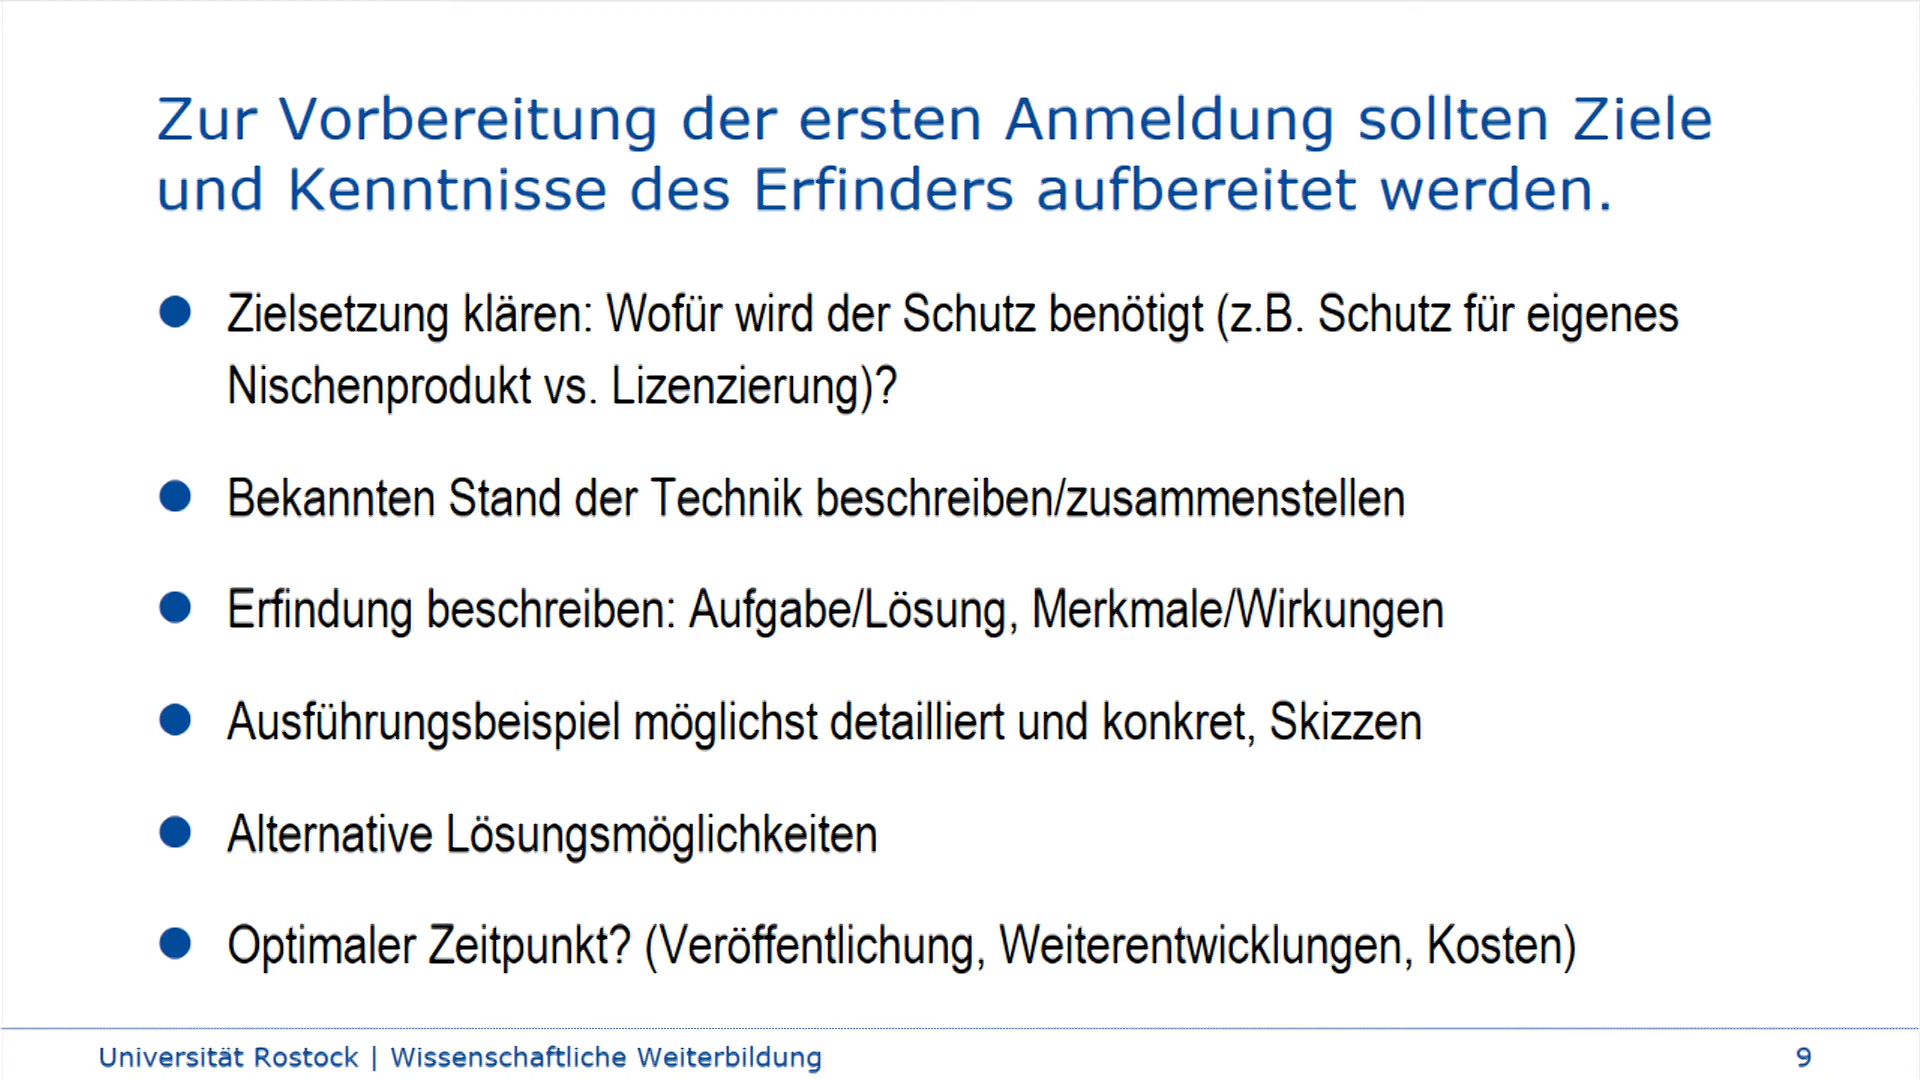 Zur Vorbereitung der ersten Anmeldung sollten Ziele
und Kenntnisse des Erfinders aufbereitet werden.
Zielsetzung klären: Wofür wird der Schutz benötigt (z.B. Schutz für eigenes
Nischenprodukt vs. Lizenzierung)?
Bekannten Stand der Technik beschreiben/zusammenstellen
Erfindung beschreiben: Aufgabe/Lösung, Merkmale/Wirkungen
Ausführungsbeispiel möglichst detailliert und konkret, Skizzen
Alternative Lösungsmöglichkeiten
Optimaler Zeitpunkt? (Veröffentlichung, Weiterentwicklungen, Kosten)
Universität Rostock | Wissenschaftliche Weiterbildung
9